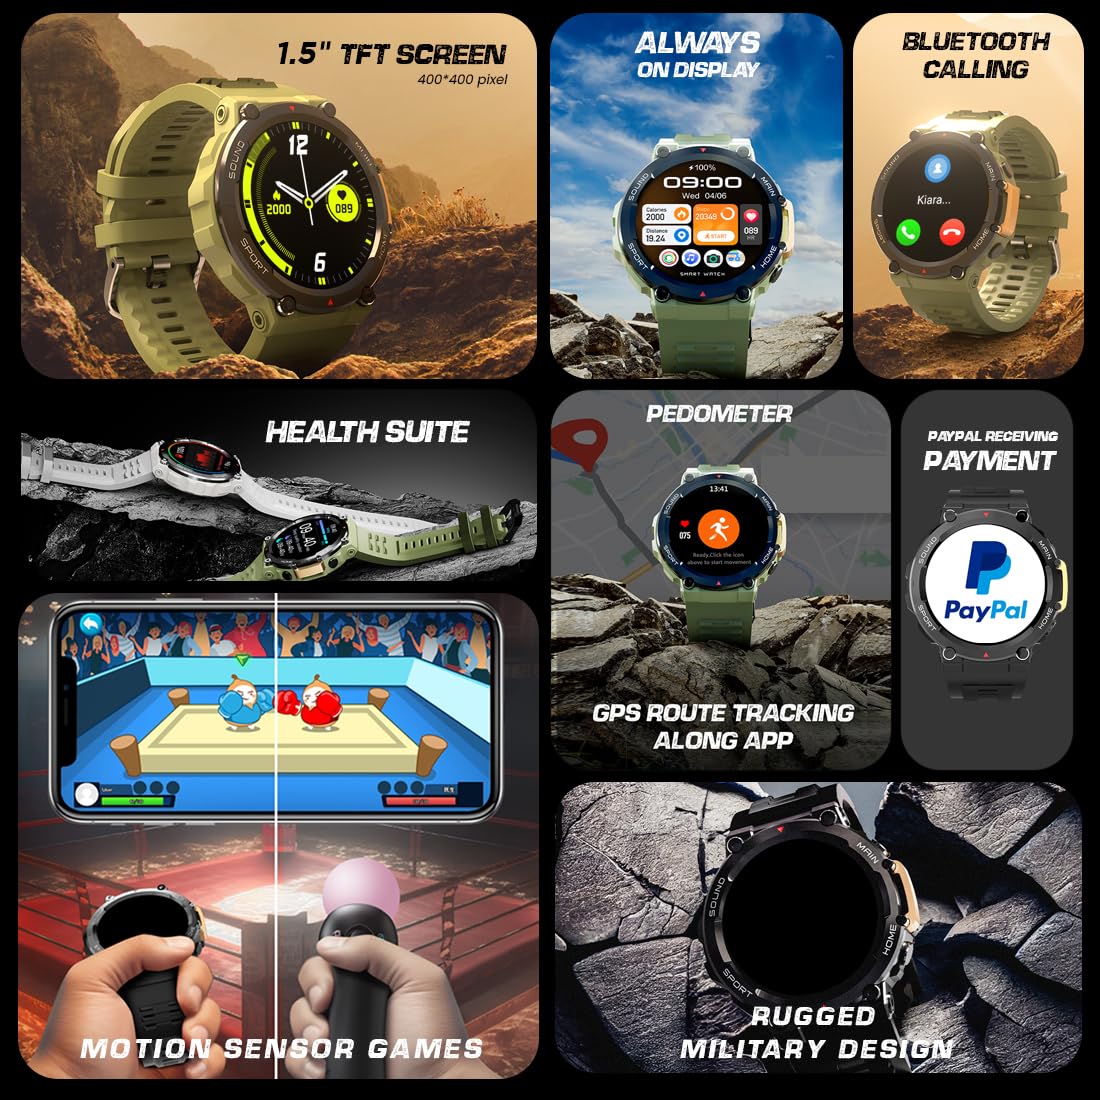 1.5" TFT SCREEN
400*400 pixel
SOUND
SPORT
12
2000
089
6
ALWAYS
ON DISPLAY
SOUND
MAIN
SPORT
HOME
100%
09:00
Wed 04/06
Calories
2000
20349
START
Distance
19.24
089
HR
SMART WATCH
BLUETOOTH
CALLING
MAIN
HOME
SPORT
Kiara...
HEALTH SUITE
PEDOMETER
SOUND
MAIN
SPORT
HOME
13:41
075
Ready,Click the icon
above to start movement
GPS ROUTE TRACKING
ALONG APP
PAYPAL RECEIVING
PAYMENT
SOUND
MAIN
SPORT
HOME
PayPal
User
MOTION SENSOR GAMES
SOUND
MAIN
SPORT
HOME
RUGGED
MILITARY DESIGN